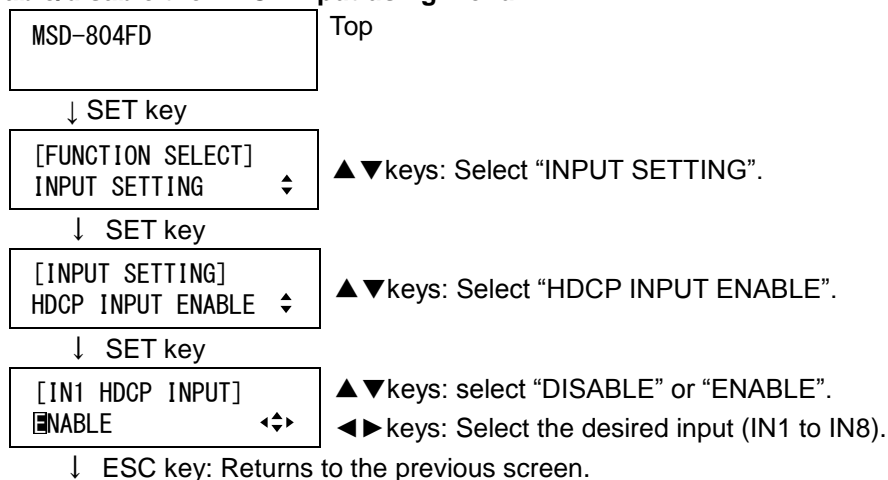 MSD-804FD
Top
↓ SET key
[FUNCTION SELECT]
INPUT SETTING
▲▼keys: Select “INPUT SETTING”.
↓ SET key
[INPUT SETTING]
HDCP INPUT ENABLE
▲▼keys: Select “HDCP INPUT ENABLE”.
↓ SET key
[IN1 HDCP INPUT]
ENABLE
▲▼keys: select “DISABLE” or “ENABLE”.
◄►keys: Select the desired input (IN1 to IN8).
↓ ESC key: Returns to the previous screen.